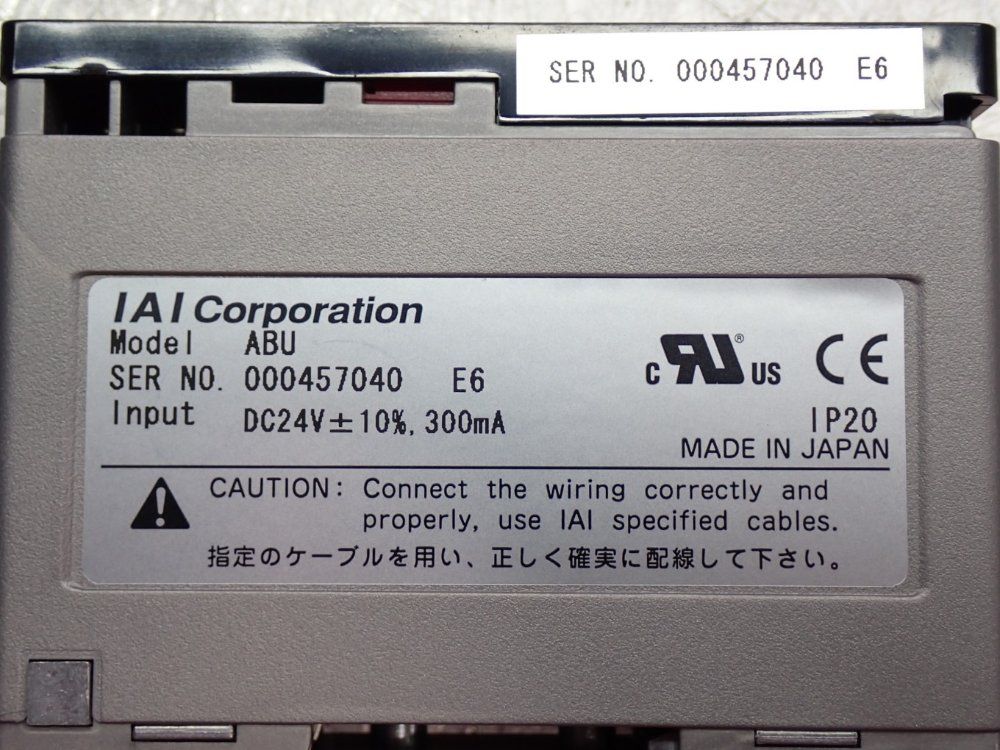 SER NO. 000457040 E6
IAI Corporation
Model ABU
SER NO. 000457040 E6
Input DC24V±10%, 300mA
c RU® US CE
IP20
MADE IN JAPAN
CAUTION: Connect the wiring correctly and
properly, use IAI specified cables.
指定のケーブルを用い、正しく確実に配線して下さい。